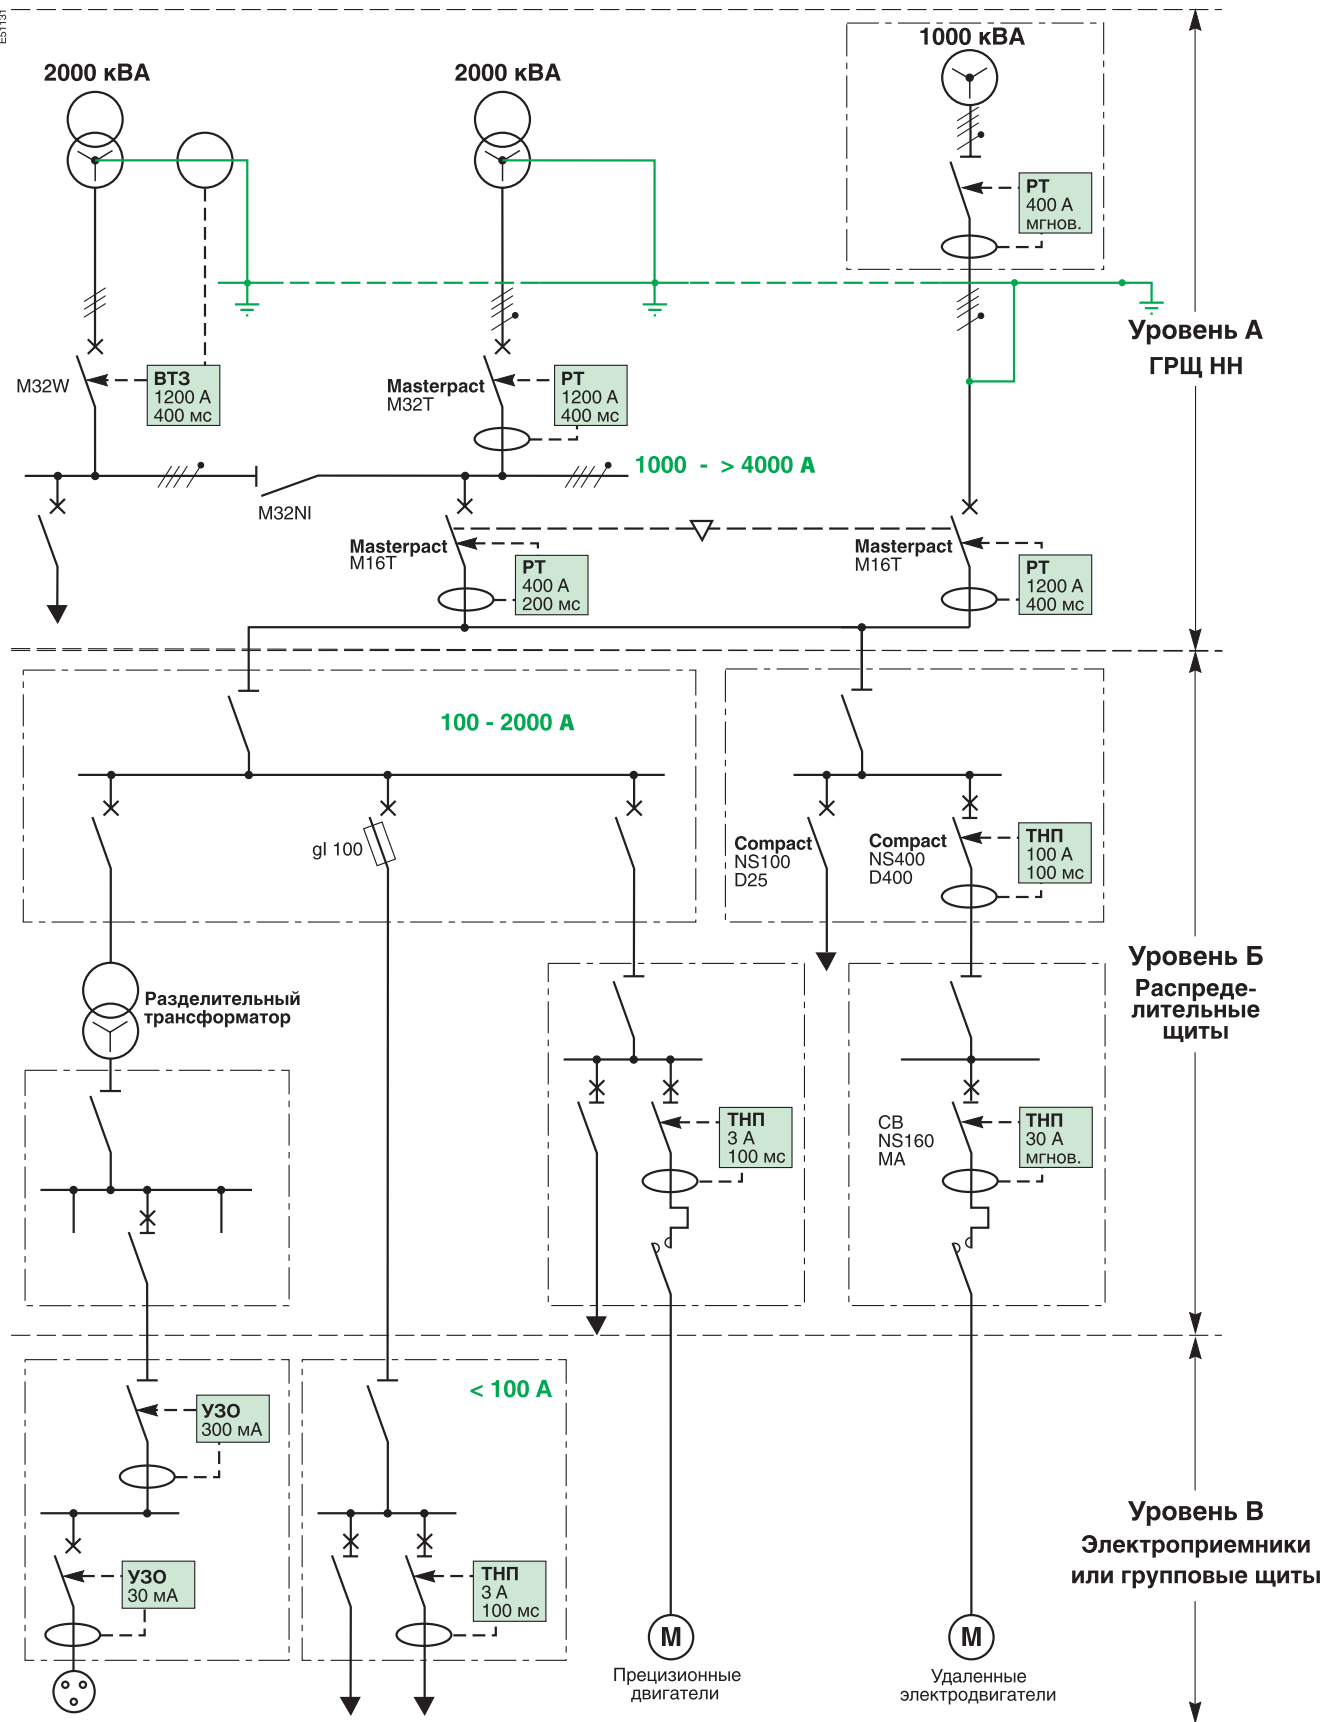 E51131
1000 кВА
2000 кВА
2000 кВА
РТ
400 А
мгнов.
Уровень А
ГРЩ НН
M32W
ВТЗ
1200 А
400 мс
Masterpact
M32T
РТ
1200 А
400 мс
1000 - > 4000 А
M32NI
Masterpact
M16T
РТ
400 А
200 мс
Masterpact
M16T
РТ
1200 А
400 мс
100 - 2000 А
gl 100
Compact
NS100
D25
Compact
NS400
D400
ТНП
100 А
100 мс
Уровень Б
Распреде-
лительные
щиты
Разделительный
трансформатор
ТНП
3 А
100 мс
CB
NS160
MA
ТНП
30 А
мгнов.
< 100 А
УЗО
300 мА
УЗО
30 мА
ТНП
3 А
100 мс
Уровень В
Электроприемники
или групповые щиты
M
Прецизионные
двигатели
M
Удаленные
электродвигатели